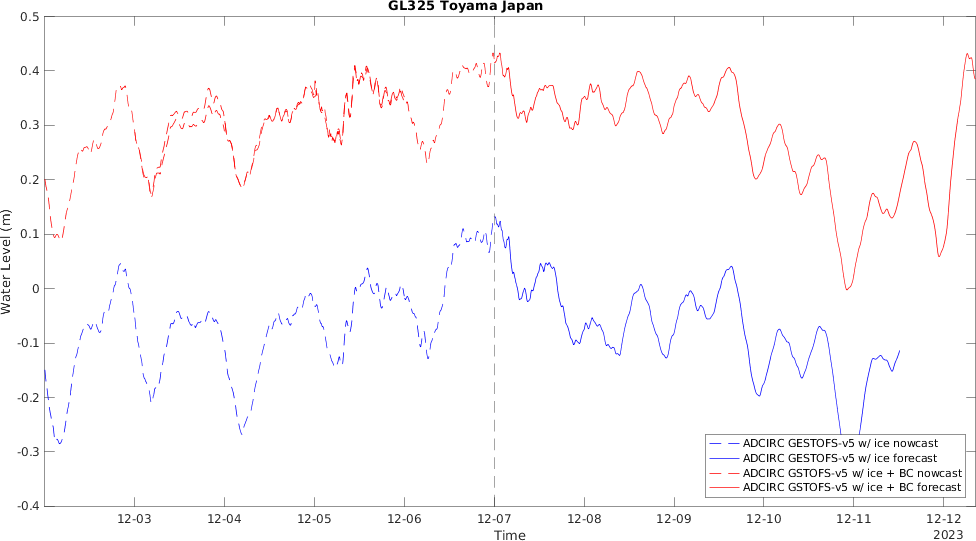 GL325 Toyama Japan
0.5
0.4
0.3
0.2
0.1
0
-0.1
-0.2
-0.3
-0.4
Water Level (m)
ADCIRC GESTOFS-v5 w/ ice nowcast
ADCIRC GESTOFS-v5 w/ ice forecast
ADCIRC GSTOFS-v5 w/ ice + BC nowcast
ADCIRC GSTOFS-v5 w/ ice + BC forecast
12-03 12-04 12-05 12-06 12-07 12-08 12-09 12-10 12-11 12-12
Time
2023